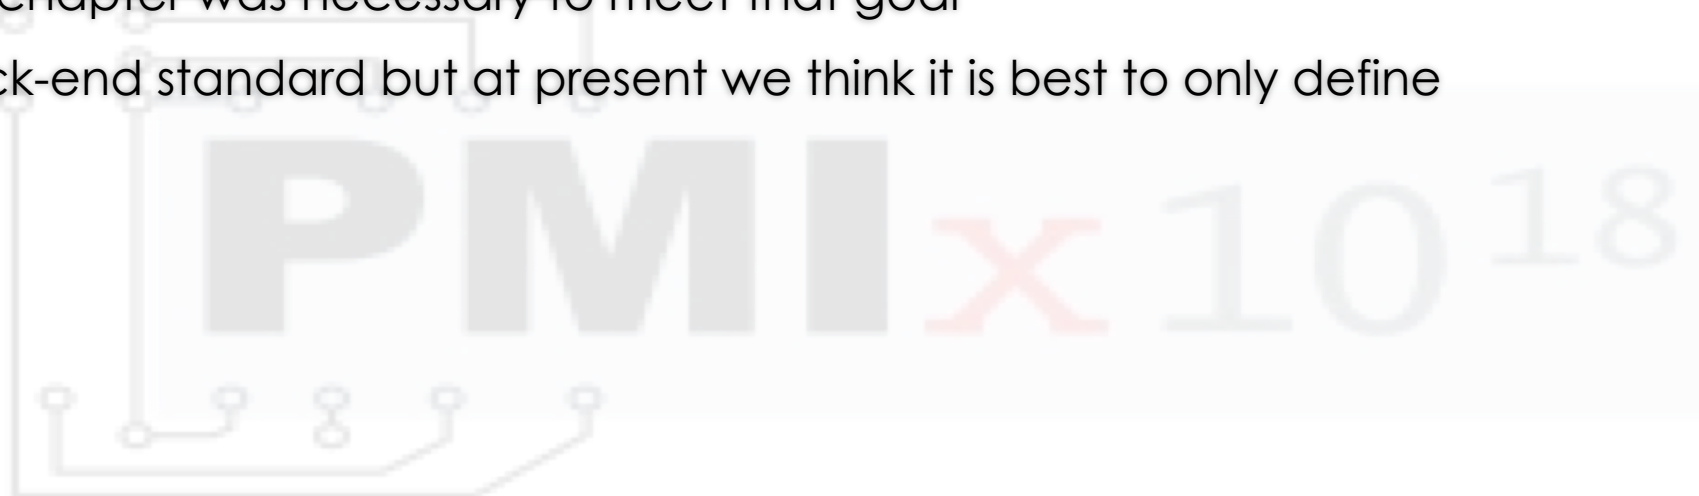 chapter was necessary to meet that goal
ck-end standard but at present we think it is best to only define
PMIx10¹⁸